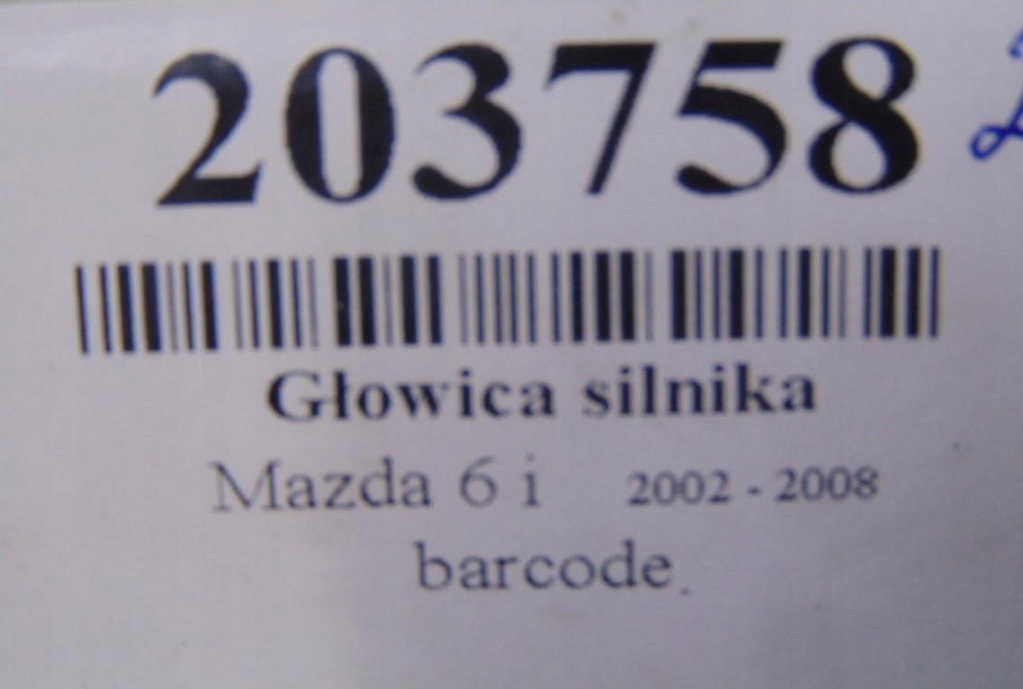 203758
Głowica silnika
Mazda 6 i 2002 - 2008
barcode.